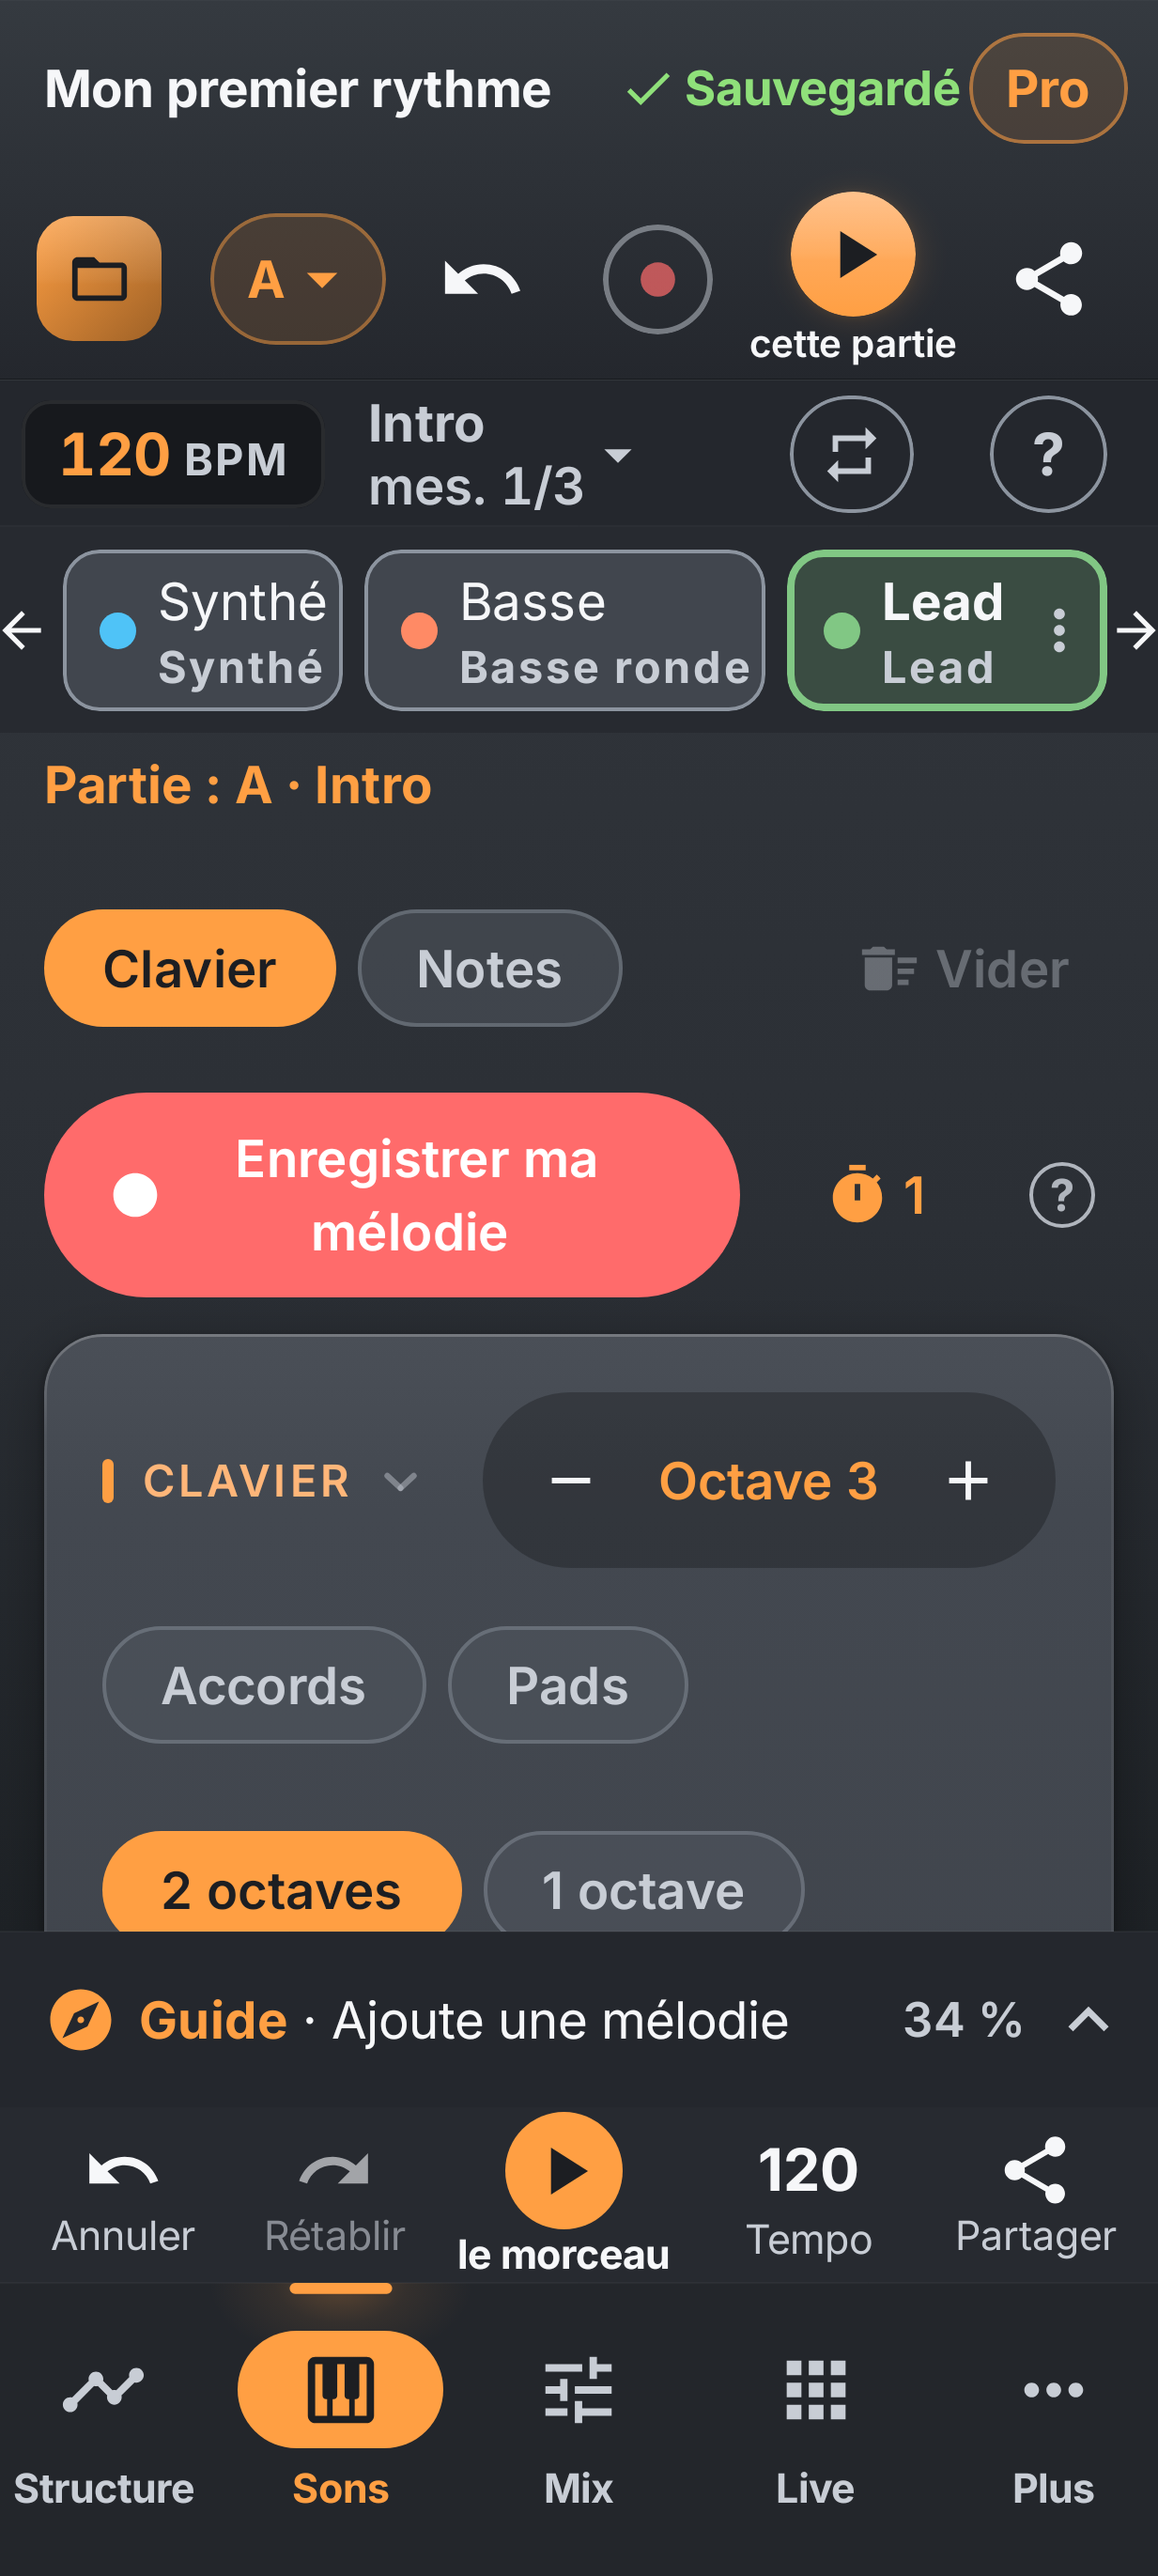 Mon premier rythme
Sauvegardé
Pro
A
cette partie
120 BPM
Intro
mes. 1/3
?
Synthé
Synthé
Basse
Basse ronde
Lead
Lead
Partie : A · Intro
Clavier
Notes
Vider
Enregistrer ma
mélodie
1
?
CLAVIER
Octave 3
Accords
Pads
2 octaves
1 octave
Guide · Ajoute une mélodie
34 %
Annuler
Rétablir
le morceau
120
Tempo
Partager
Structure
Sons
Mix
Live
Plus